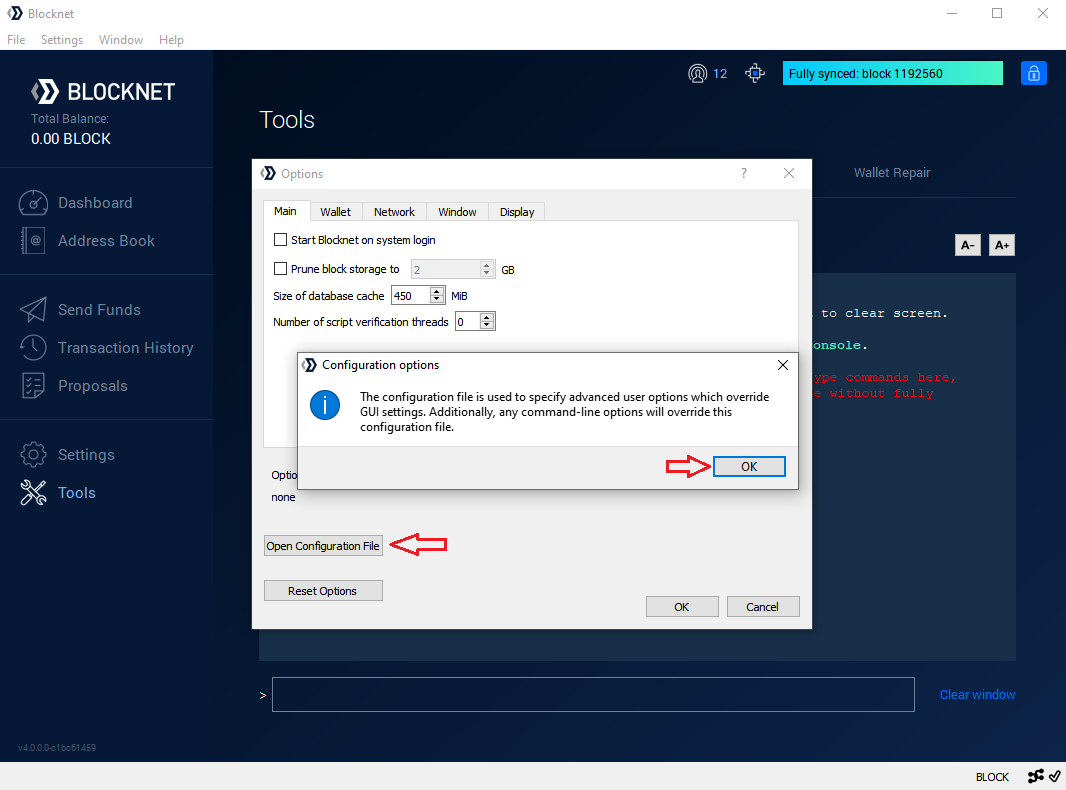 Blocknet
File Settings Window Help
BLOCKNET
Total Balance:
0.00 BLOCK
Dashboard
Address Book
Send Funds
Transaction History
Proposals
Settings
Tools
v4.0.0.0-c1bc61459
12
Fully synced: block 1192560
Tools
Wallet Repair
A- A+
to clear screen.
onsole.
ype commands here,
e without fully
Options ?
Main Wallet Network Window Display
Start Blocknet on system login
Prune block storage to 2 GB
Size of database cache 450 MiB
Number of script verification threads 0
Configuration options
i
The configuration file is used to specify advanced user options which override
GUI settings. Additionally, any command-line options will override this
configuration file.
OK
Optio
none
Open Configuration File
Reset Options
OK Cancel
>
Clear window
BLOCK